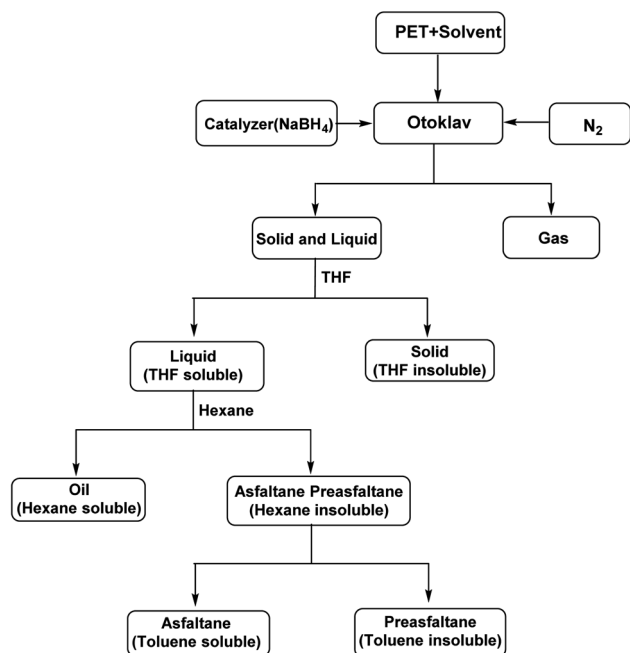 PET+Solvent
Catalyzer(NaBH4)
Otoklav
N2
Solid and Liquid
Gas
THF
Liquid
(THF soluble)
Solid
(THF insoluble)
Hexane
Oil
(Hexane soluble)
Asfaltane Preasfaltane
(Hexane insoluble)
Asfaltane
(Toluene soluble)
Preasfaltane
(Toluene insoluble)